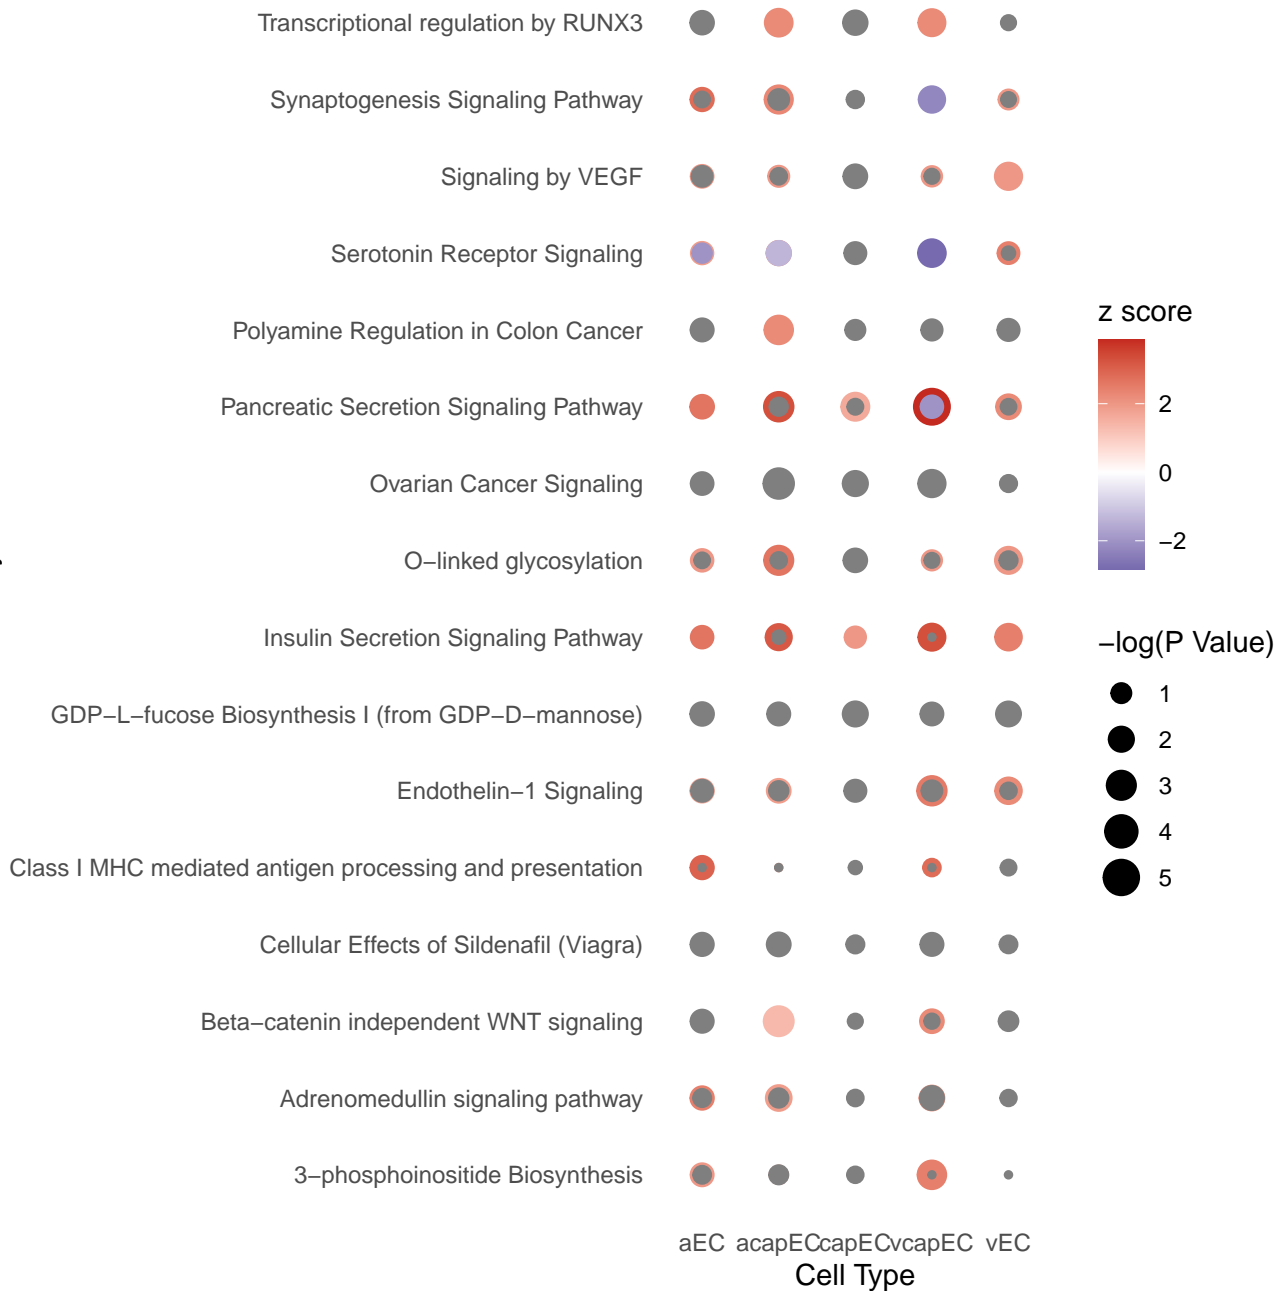 Transcriptional regulation by RUNX3
Synaptogenesis Signaling Pathway
Signaling by VEGF
Serotonin Receptor Signaling
Polyamine Regulation in Colon Cancer
Pancreatic Secretion Signaling Pathway
Ovarian Cancer Signaling
O−linked glycosylation
Insulin Secretion Signaling Pathway
GDP−L−fucose Biosynthesis I (from GDP−D−mannose)
Endothelin−1 Signaling
Class I MHC mediated antigen processing and presentation
Cellular Effects of Sildenafil (Viagra)
Beta−catenin independent WNT signaling
Adrenomedullin signaling pathway
3−phosphoinositide Biosynthesis
aEC acapEC capEC vcapEC vEC
Cell Type
z score
2
0
−2
−log(P Value)
1
2
3
4
5